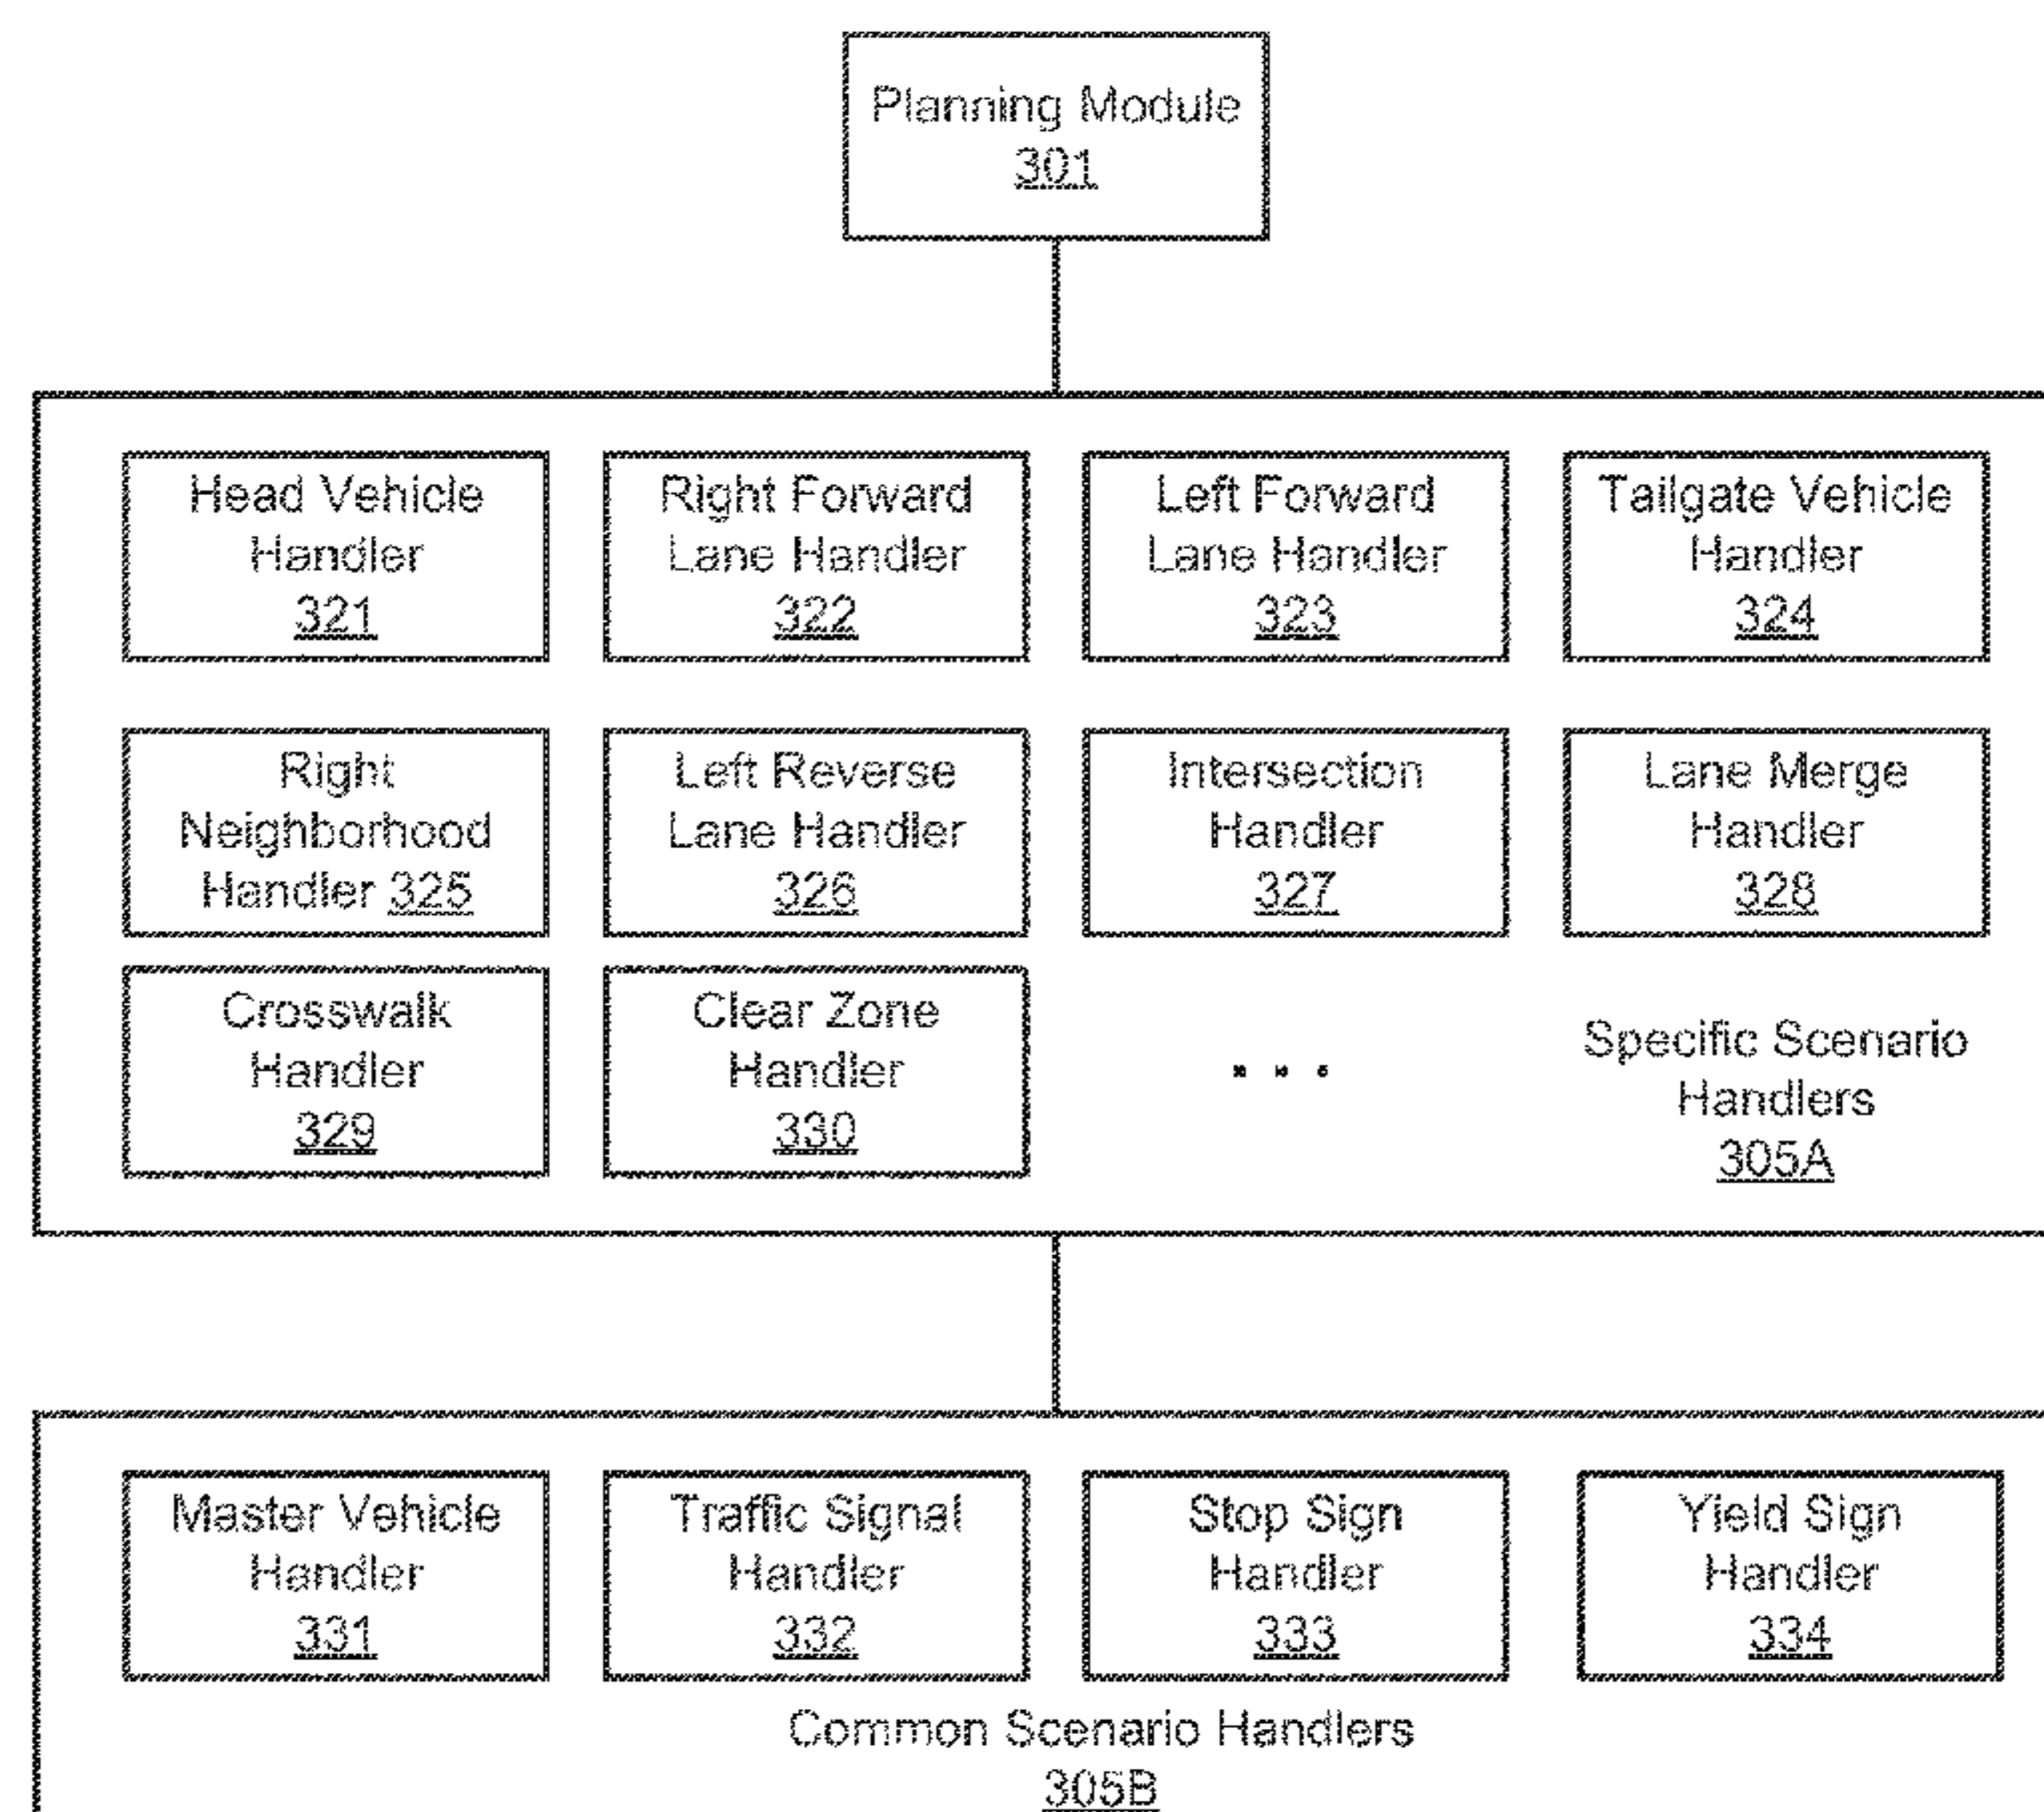 Planning Module
301
Head Vehicle
Handler
321
Right Forward
Lane Handler
322
Left Forward
Lane Handler
323
Tailgate Vehicle
Handler
324
Right
Neighborhood
Handler 325
Left Reverse
Lane Handler
326
Intersection
Handler
327
Lane Merge
Handler
328
Crosswalk
Handler
329
Clear Zone
Handler
330
. . .
Specific Scenario
Handlers
305A
Master Vehicle
Handler
331
Traffic Signal
Handler
332
Stop Sign
Handler
333
Yield Sign
Handler
334
Common Scenario Handlers
305B